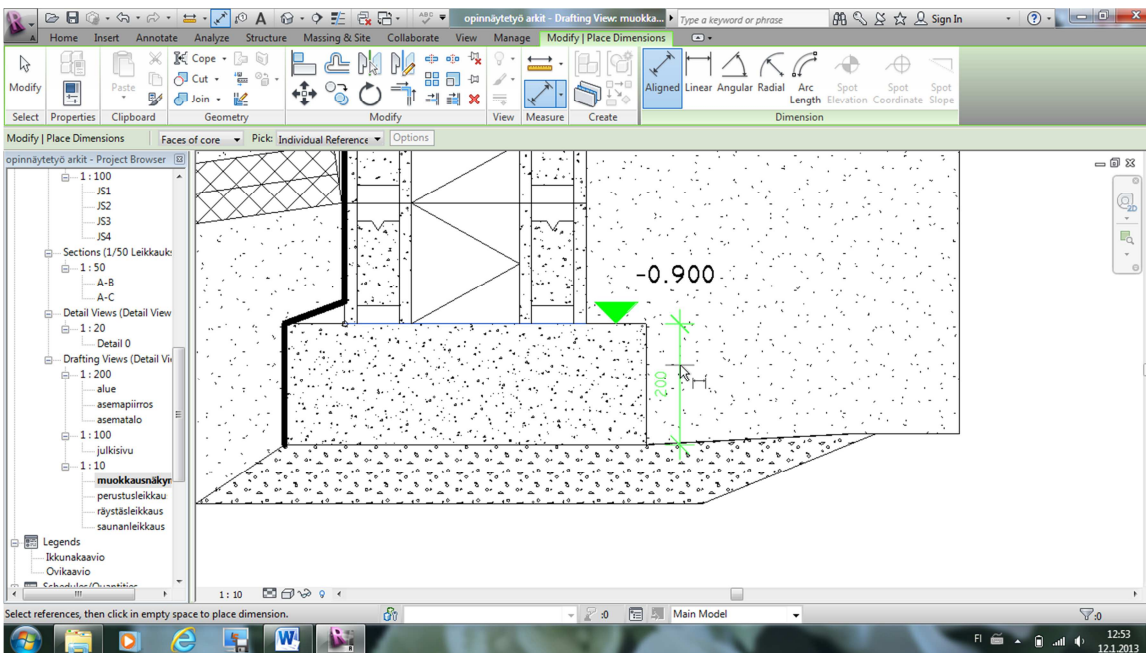 opinnäytetyö arkit - Drafting View: muokka...
Type a keyword or phrase
Sign In
Home Insert Annotate Analyze Structure Massing & Site Collaborate View Manage Modify | Place Dimensions
Modify
Paste
Cope
Cut
Join
Aligned Linear Angular Radial Arc Length Spot Elevation Spot Coordinate Spot Slope
Select Properties Clipboard Geometry Modify View Measure Create Dimension
Modify | Place Dimensions Faces of core Pick: Individual Reference Options
opinnäytetyö arkit - Project Browser
1 : 100
JS1
JS2
JS3
JS4
Sections (1/50 Leikkauk
1 : 50
A-B
A-C
Detail Views (Detail View
1 : 20
Detail 0
Drafting Views (Detail Vi
1 : 200
alue
asemapiirros
asematalo
1 : 100
julkisivu
1 : 10
muokkausnäkyr
perustusleikkau
räystäsleikkaus
saunanleikkaus
Legends
Ikkunakaavio
Ovikaavio
Schedules/Quantities
-0.900
200
2D
1 : 10
Select references, then click in empty space to place dimension.
:0
Main Model
:0
FI
12:53
12.1.2013